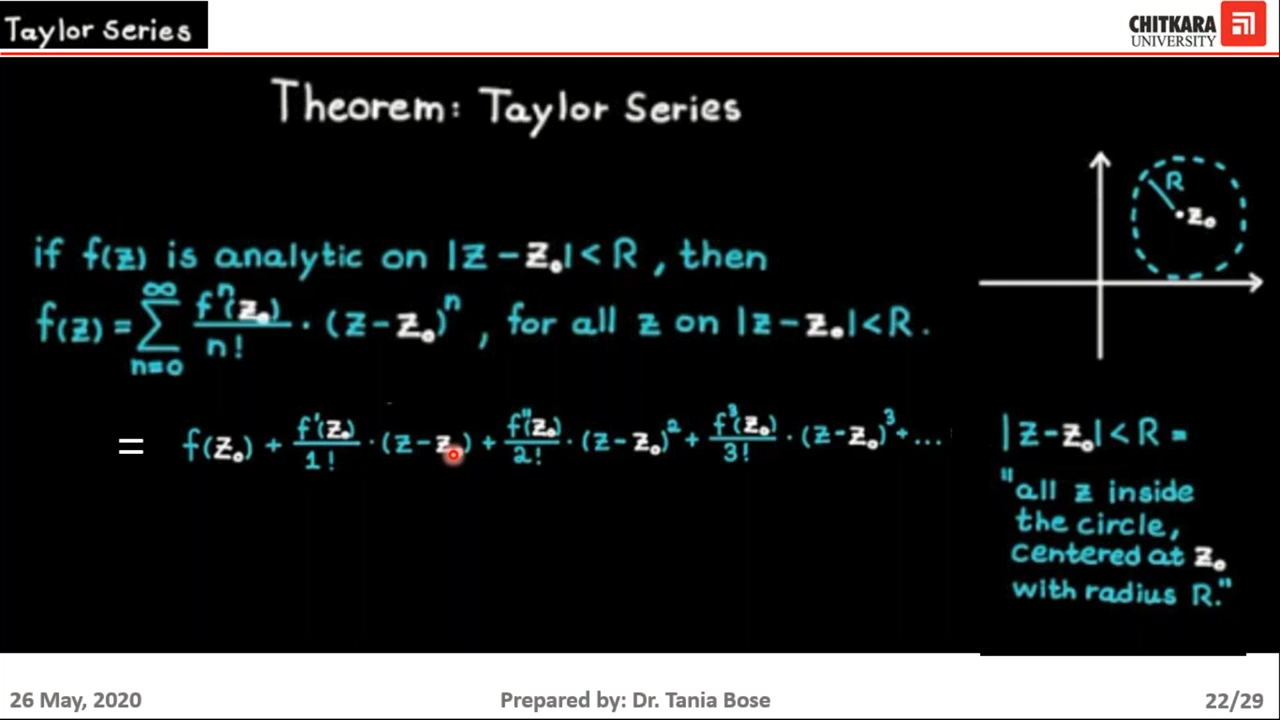 Taylor Series
CHITKARA
UNIVERSITY
Theorem: Taylor Series
R
z₀
if f(z) is analytic on |z-z₀|<R, then
f(z) = ∑_{n=0}^{∞} fⁿ(z₀)/n! · (z-z₀)ⁿ, for all z on |z-z₀|<R.
= f(z₀) + f'(z₀)/1! · (z-z₀) + f"(z₀)/2! · (z-z₀)² + f³(z₀)/3! · (z-z₀)³+...
|z-z₀|<R =
"all z inside
the circle,
centered at z₀
with radius R."
26 May, 2020
Prepared by: Dr. Tania Bose
22/29